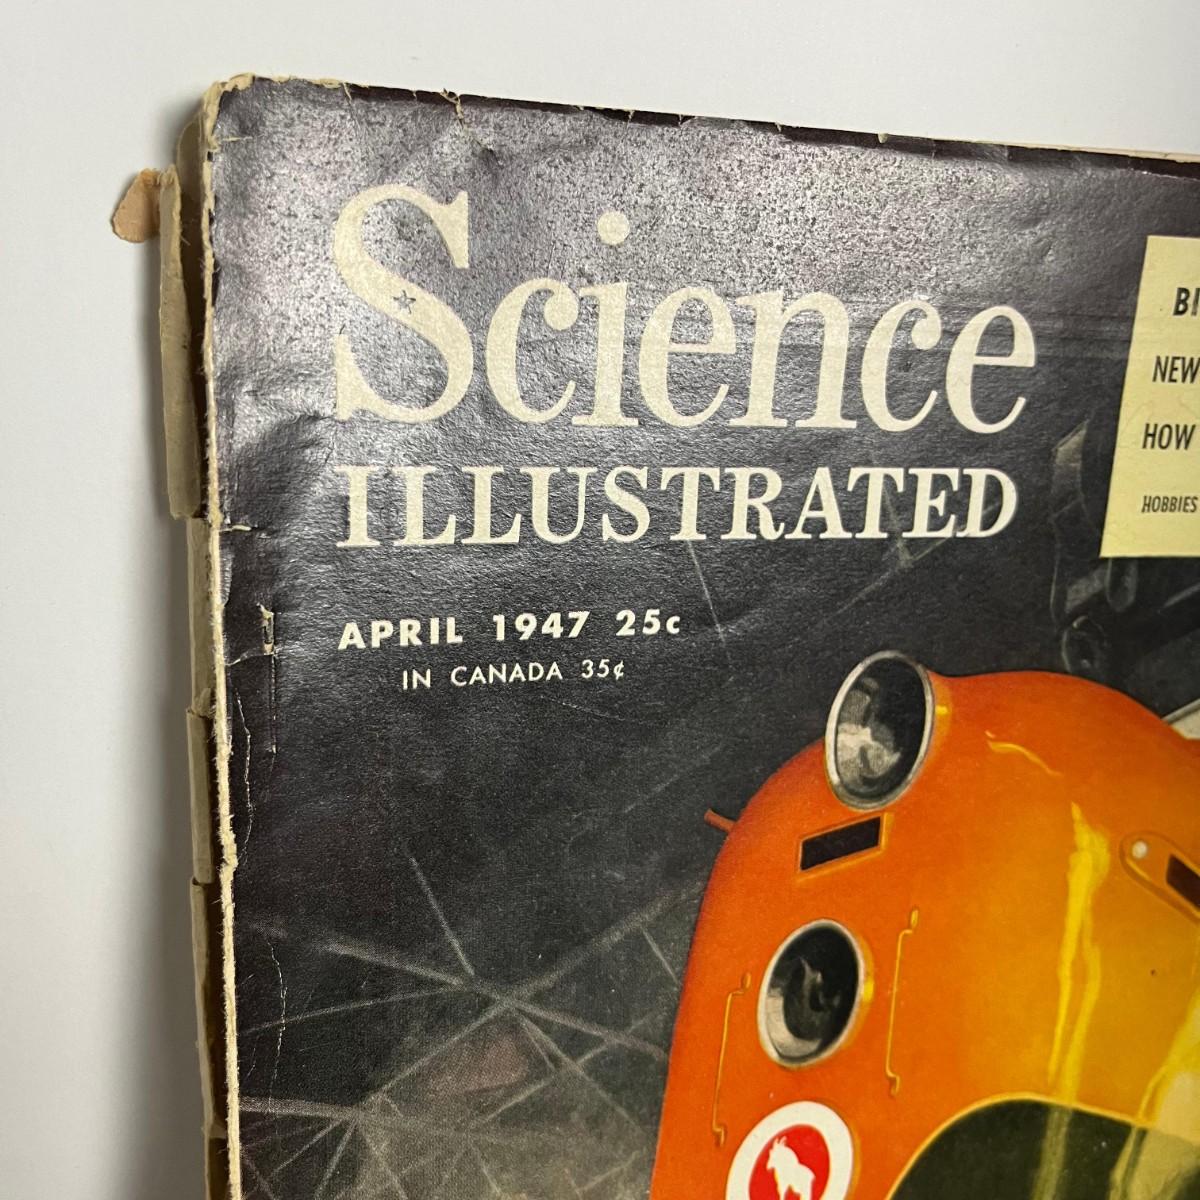 Science
ILLUSTRATED
APRIL 1947 25c
IN CANADA 35¢
NEW
HOW
HOBBIES